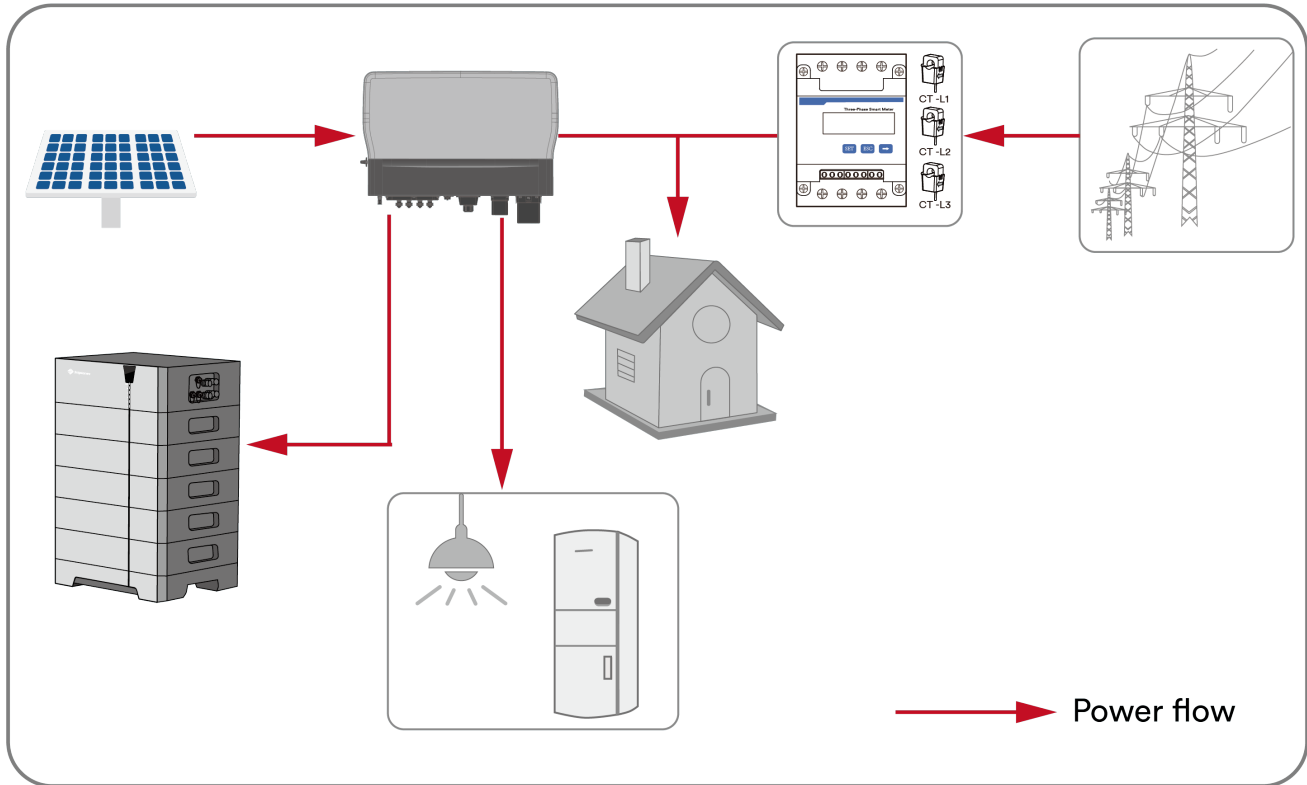 CT -L1
Three-Phase Smart Meter
SET ESC
CT -L2
CT -L3
Power flow